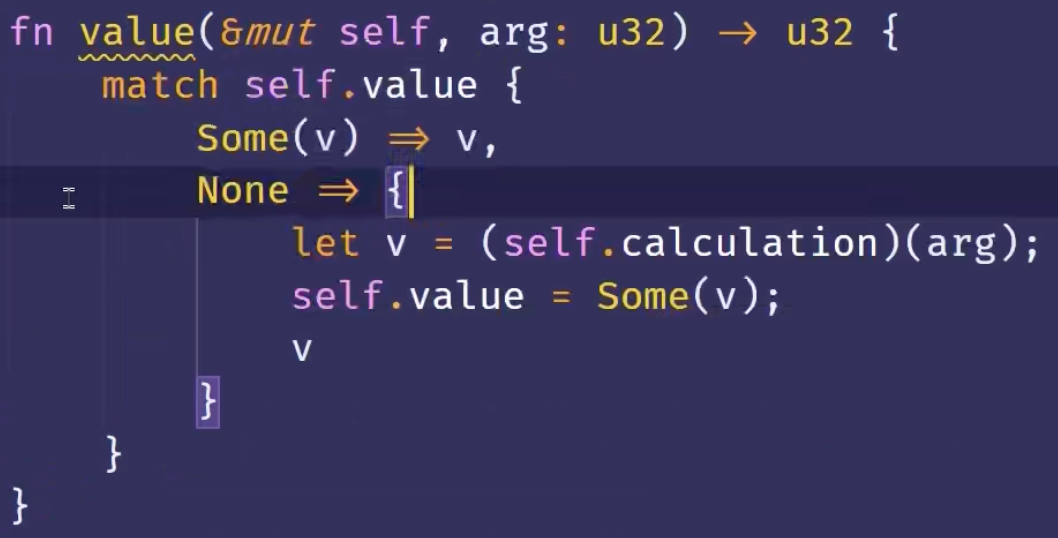 fn value(&mut self, arg: u32) -> u32 {
    match self.value {
        Some(v) => v,
        None => {
            let v = (self.calculation)(arg);
            self.value = Some(v);
            v
        }
    }
}